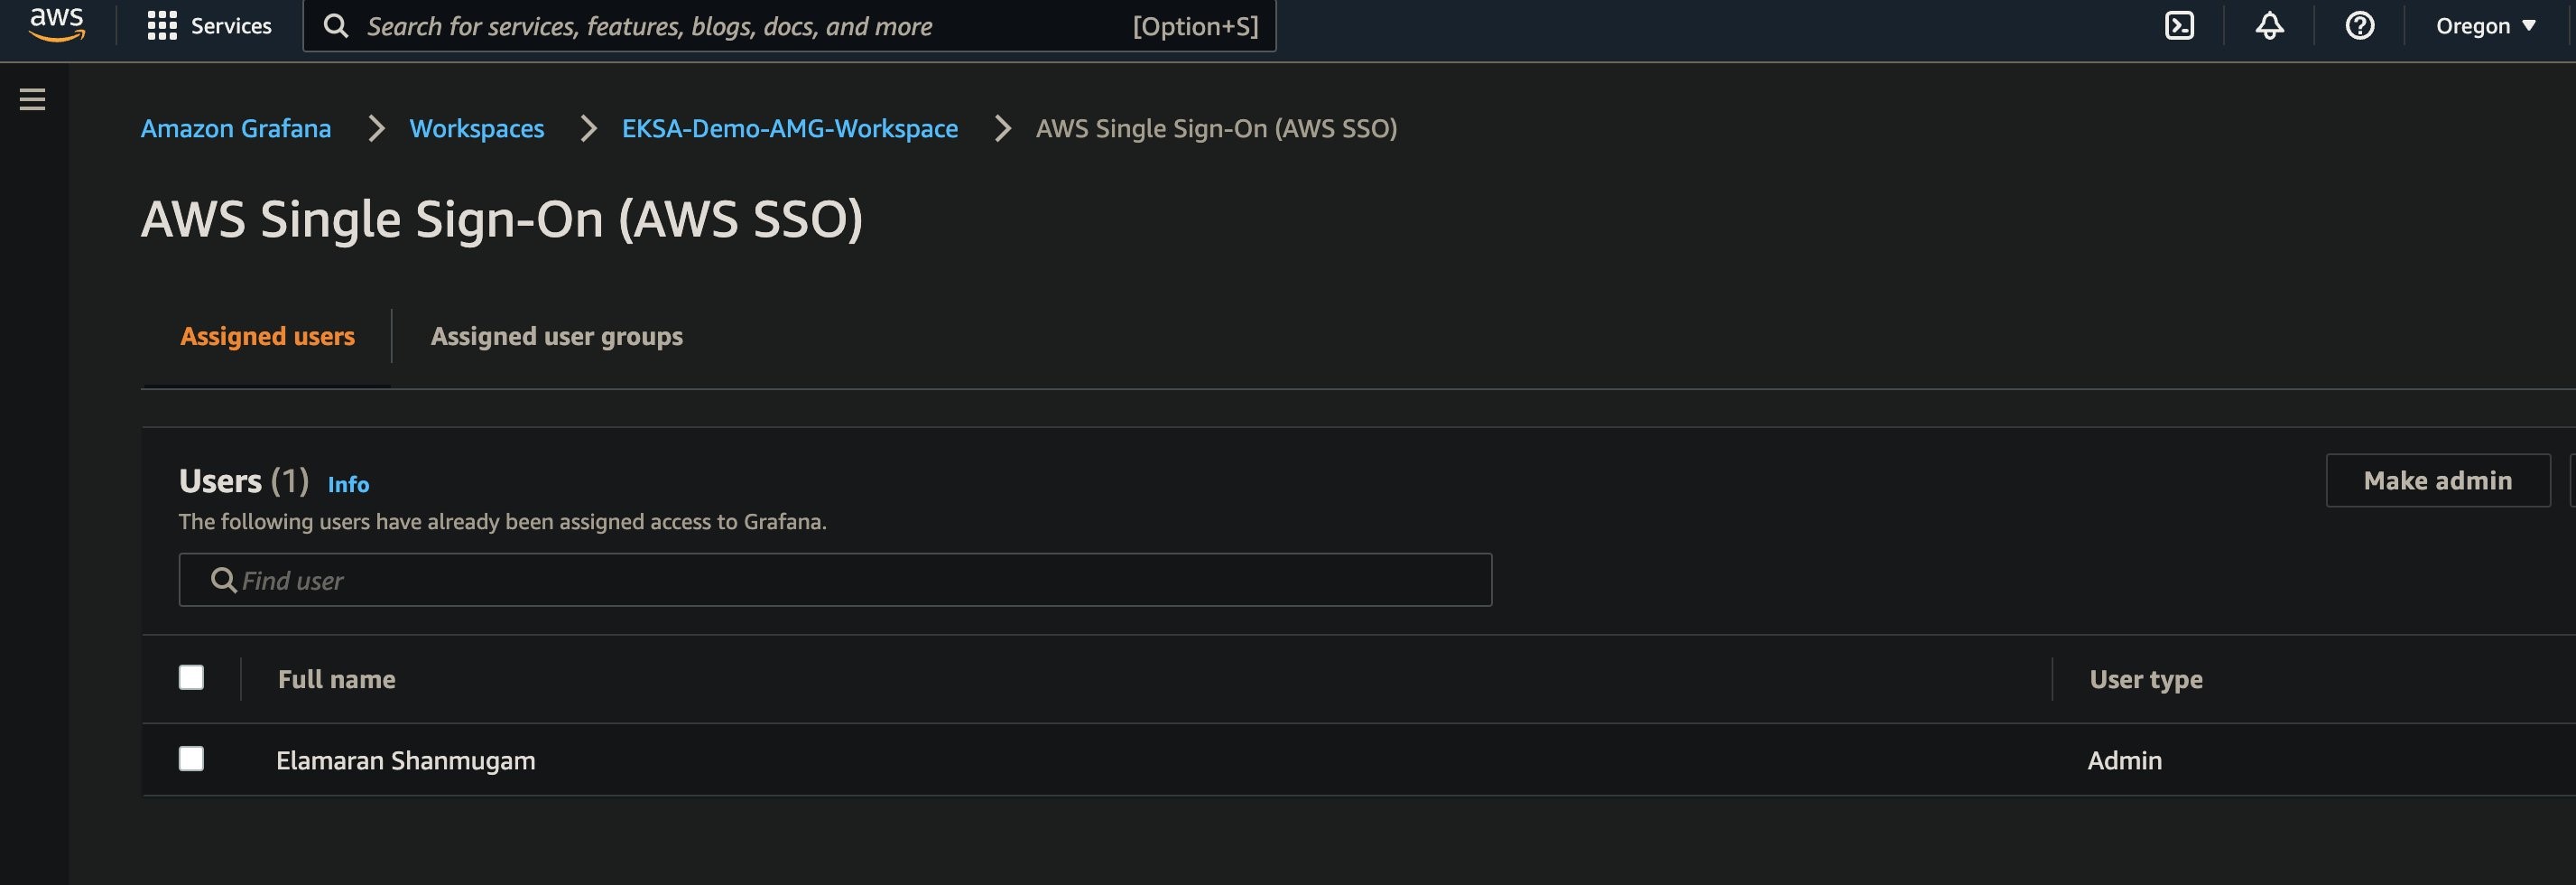 aws Services Search for services, features, blogs, docs, and more [Option+S] Oregon
Amazon Grafana Workspaces EKSA-Demo-AMG-Workspace AWS Single Sign-On (AWS SSO)
AWS Single Sign-On (AWS SSO)
Assigned users Assigned user groups
Users (1) Info Make admin
The following users have already been assigned access to Grafana.
Find user
Full name User type
Elamaran Shanmugam Admin